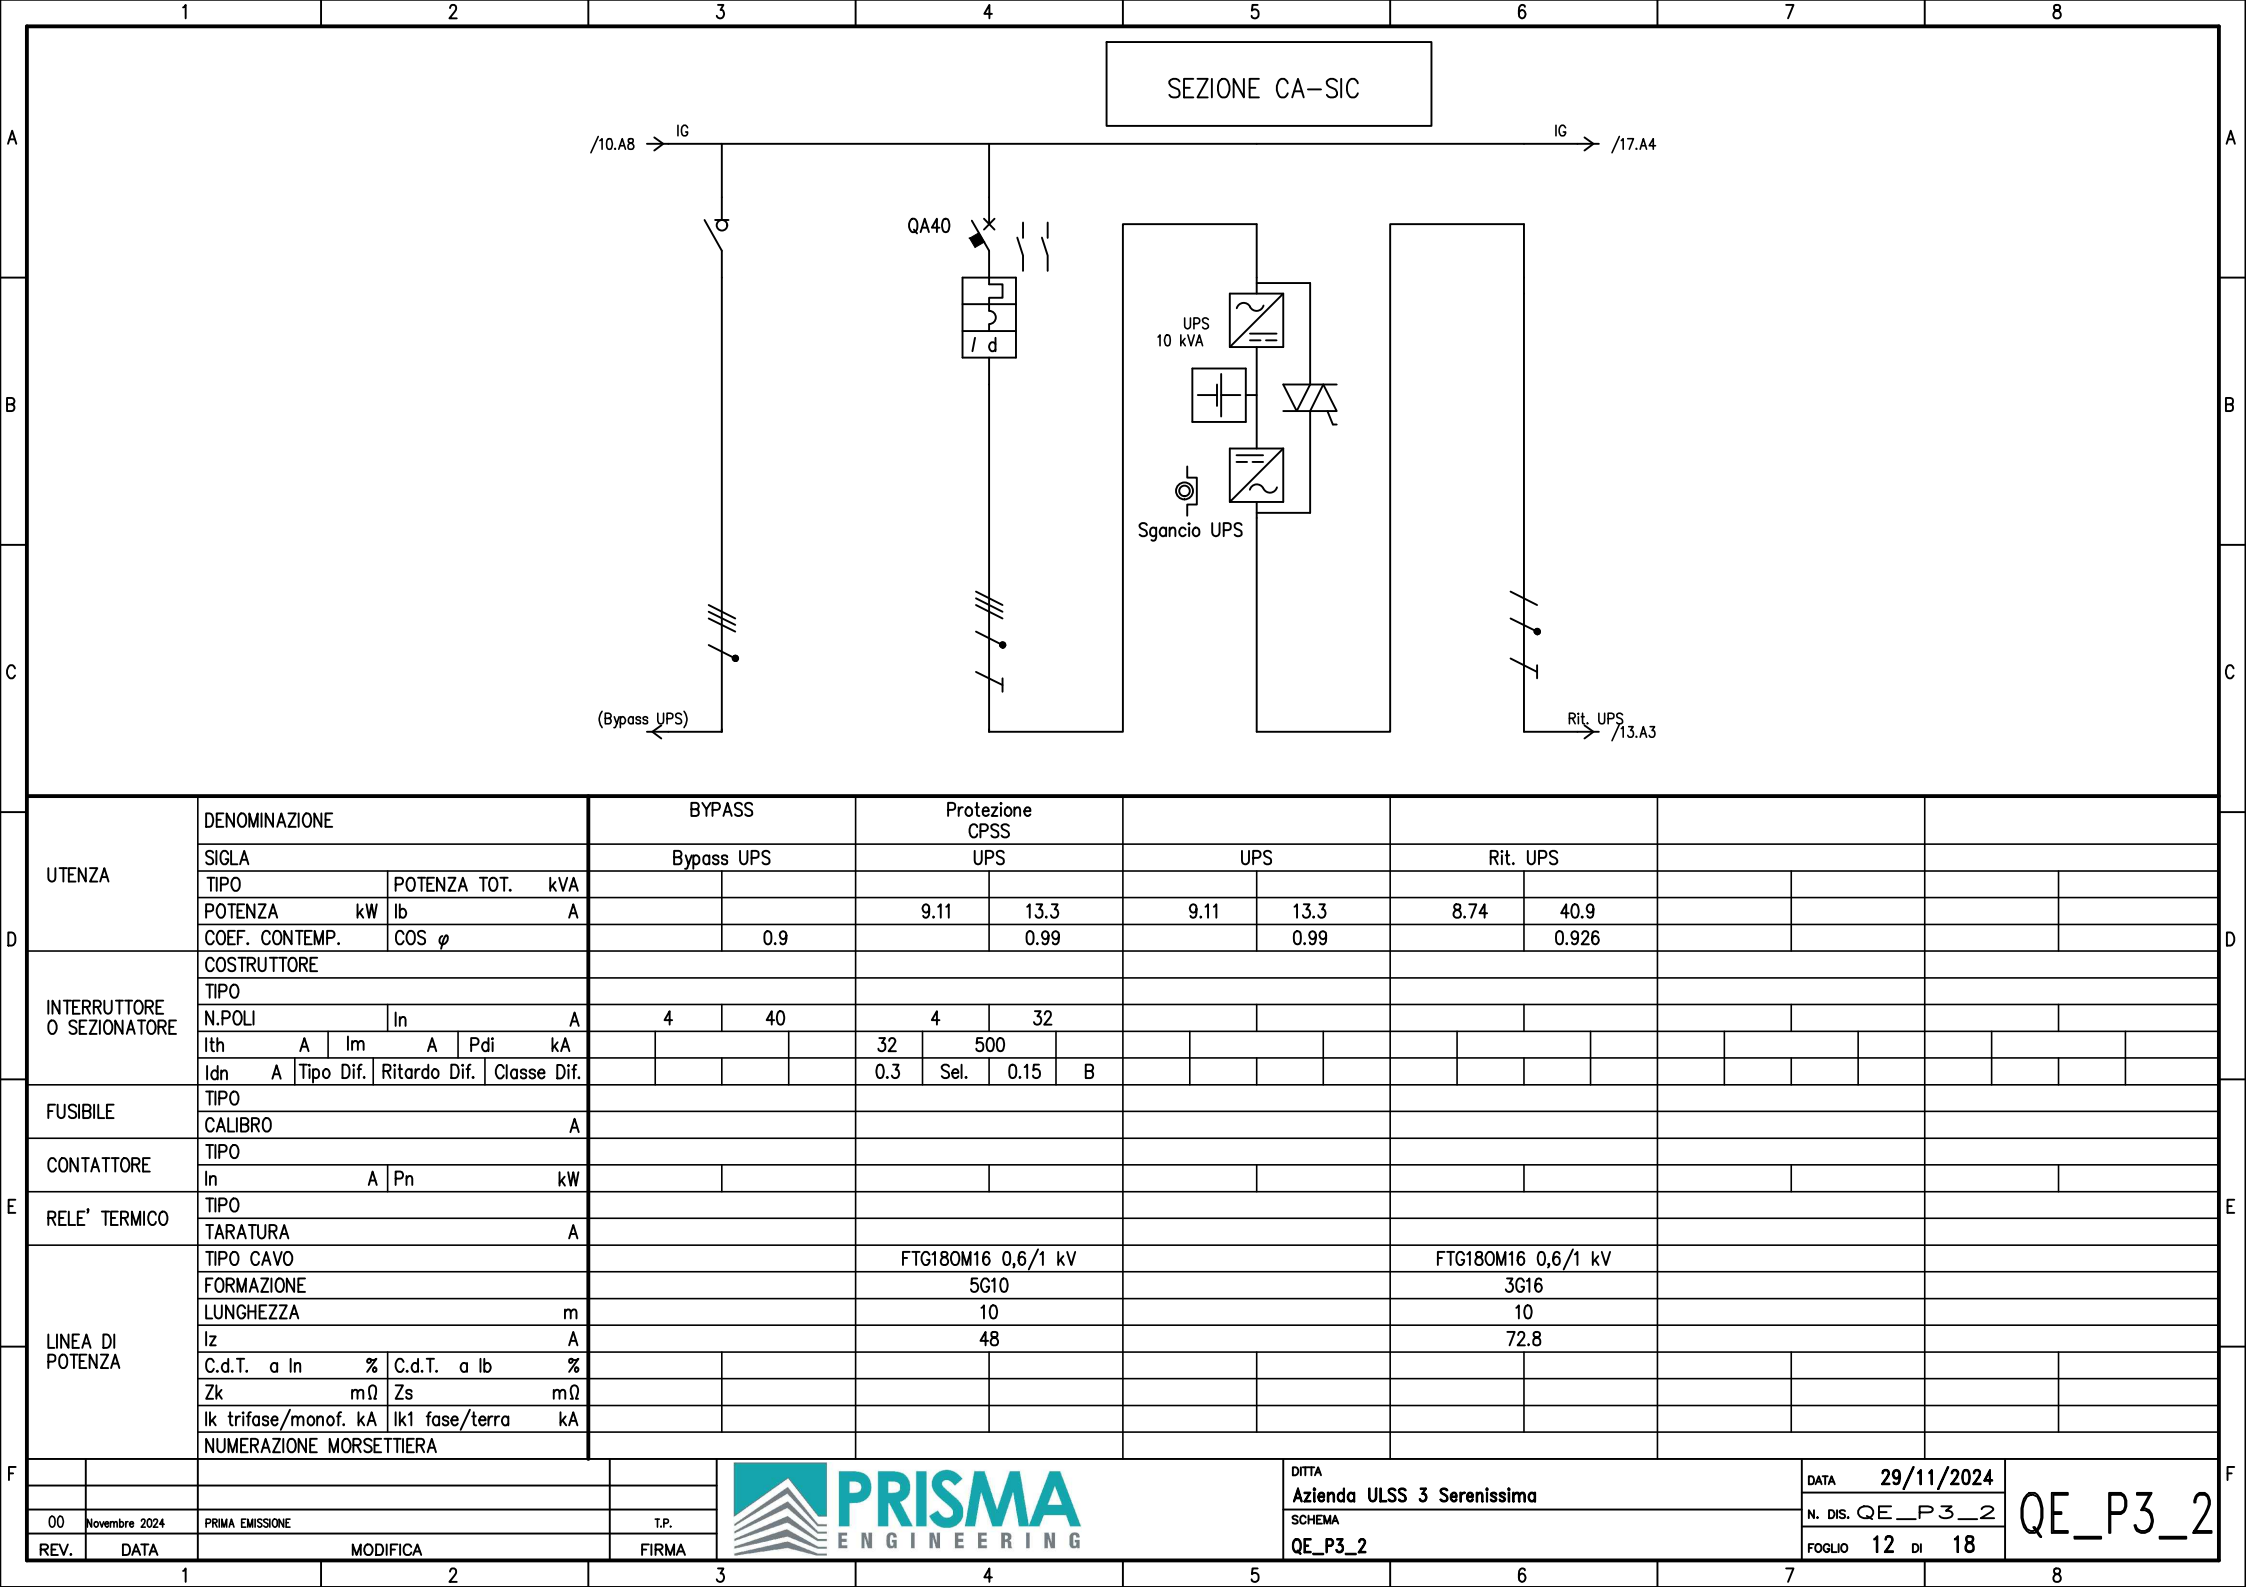 1 2 3 4 5 6 7 8
SEZIONE CA-SIC
A A
/10.A8 IG IG /17.A4
QA40
UPS
10 kVA
I d
B B
Sgancio UPS
C C
(Bypass UPS) Rit. UPS
/13.A3
UTENZA
DENOMINAZIONE BYPASS Protezione
CPSS
SIGLA Bypass UPS UPS UPS Rit. UPS
TIPO POTENZA TOT. kVA
POTENZA kW Ib A 9.11 13.3 9.11 13.3 8.74 40.9
D COEF. CONTEMP. COS φ 0.9 0.99 0.99 0.926 D
INTERRUTTORE
O SEZIONATORE
COSTRUTTORE
TIPO
N.POLI In A 4 40 4 32
Ith A Im A Pdi kA 32 500
Idn A Tipo Dif. Ritardo Dif. Classe Dif. 0.3 Sel. 0.15 B
FUSIBILE
TIPO
CALIBRO A
CONTATTORE
TIPO
In A Pn kW
E E
RELE' TERMICO
TIPO
TARATURA A
LINEA DI
POTENZA
TIPO CAVO FTG18OM16 0,6/1 kV FTG18OM16 0,6/1 kV
FORMAZIONE 5G10 3G16
LUNGHEZZA m 10 10
Iz A 48 72.8
C.d.T. a In % C.d.T. a Ib %
Zk mΩ Zs mΩ
Ik trifase/monof. kA Ik1 fase/terra kA
NUMERAZIONE MORSETTIERA
F F
00 Novembre 2024 PRIMA EMISSIONE T.P.
REV. DATA MODIFICA FIRMA
PRISMA
ENGINEERING
DITTA
Azienda ULSS 3 Serenissima
SCHEMA
QE_P3_2
DATA 29/11/2024
N. DIS. QE_P3_2
FOGLIO 12 DI 18
QE_P3_2
1 2 3 4 5 6 7 8